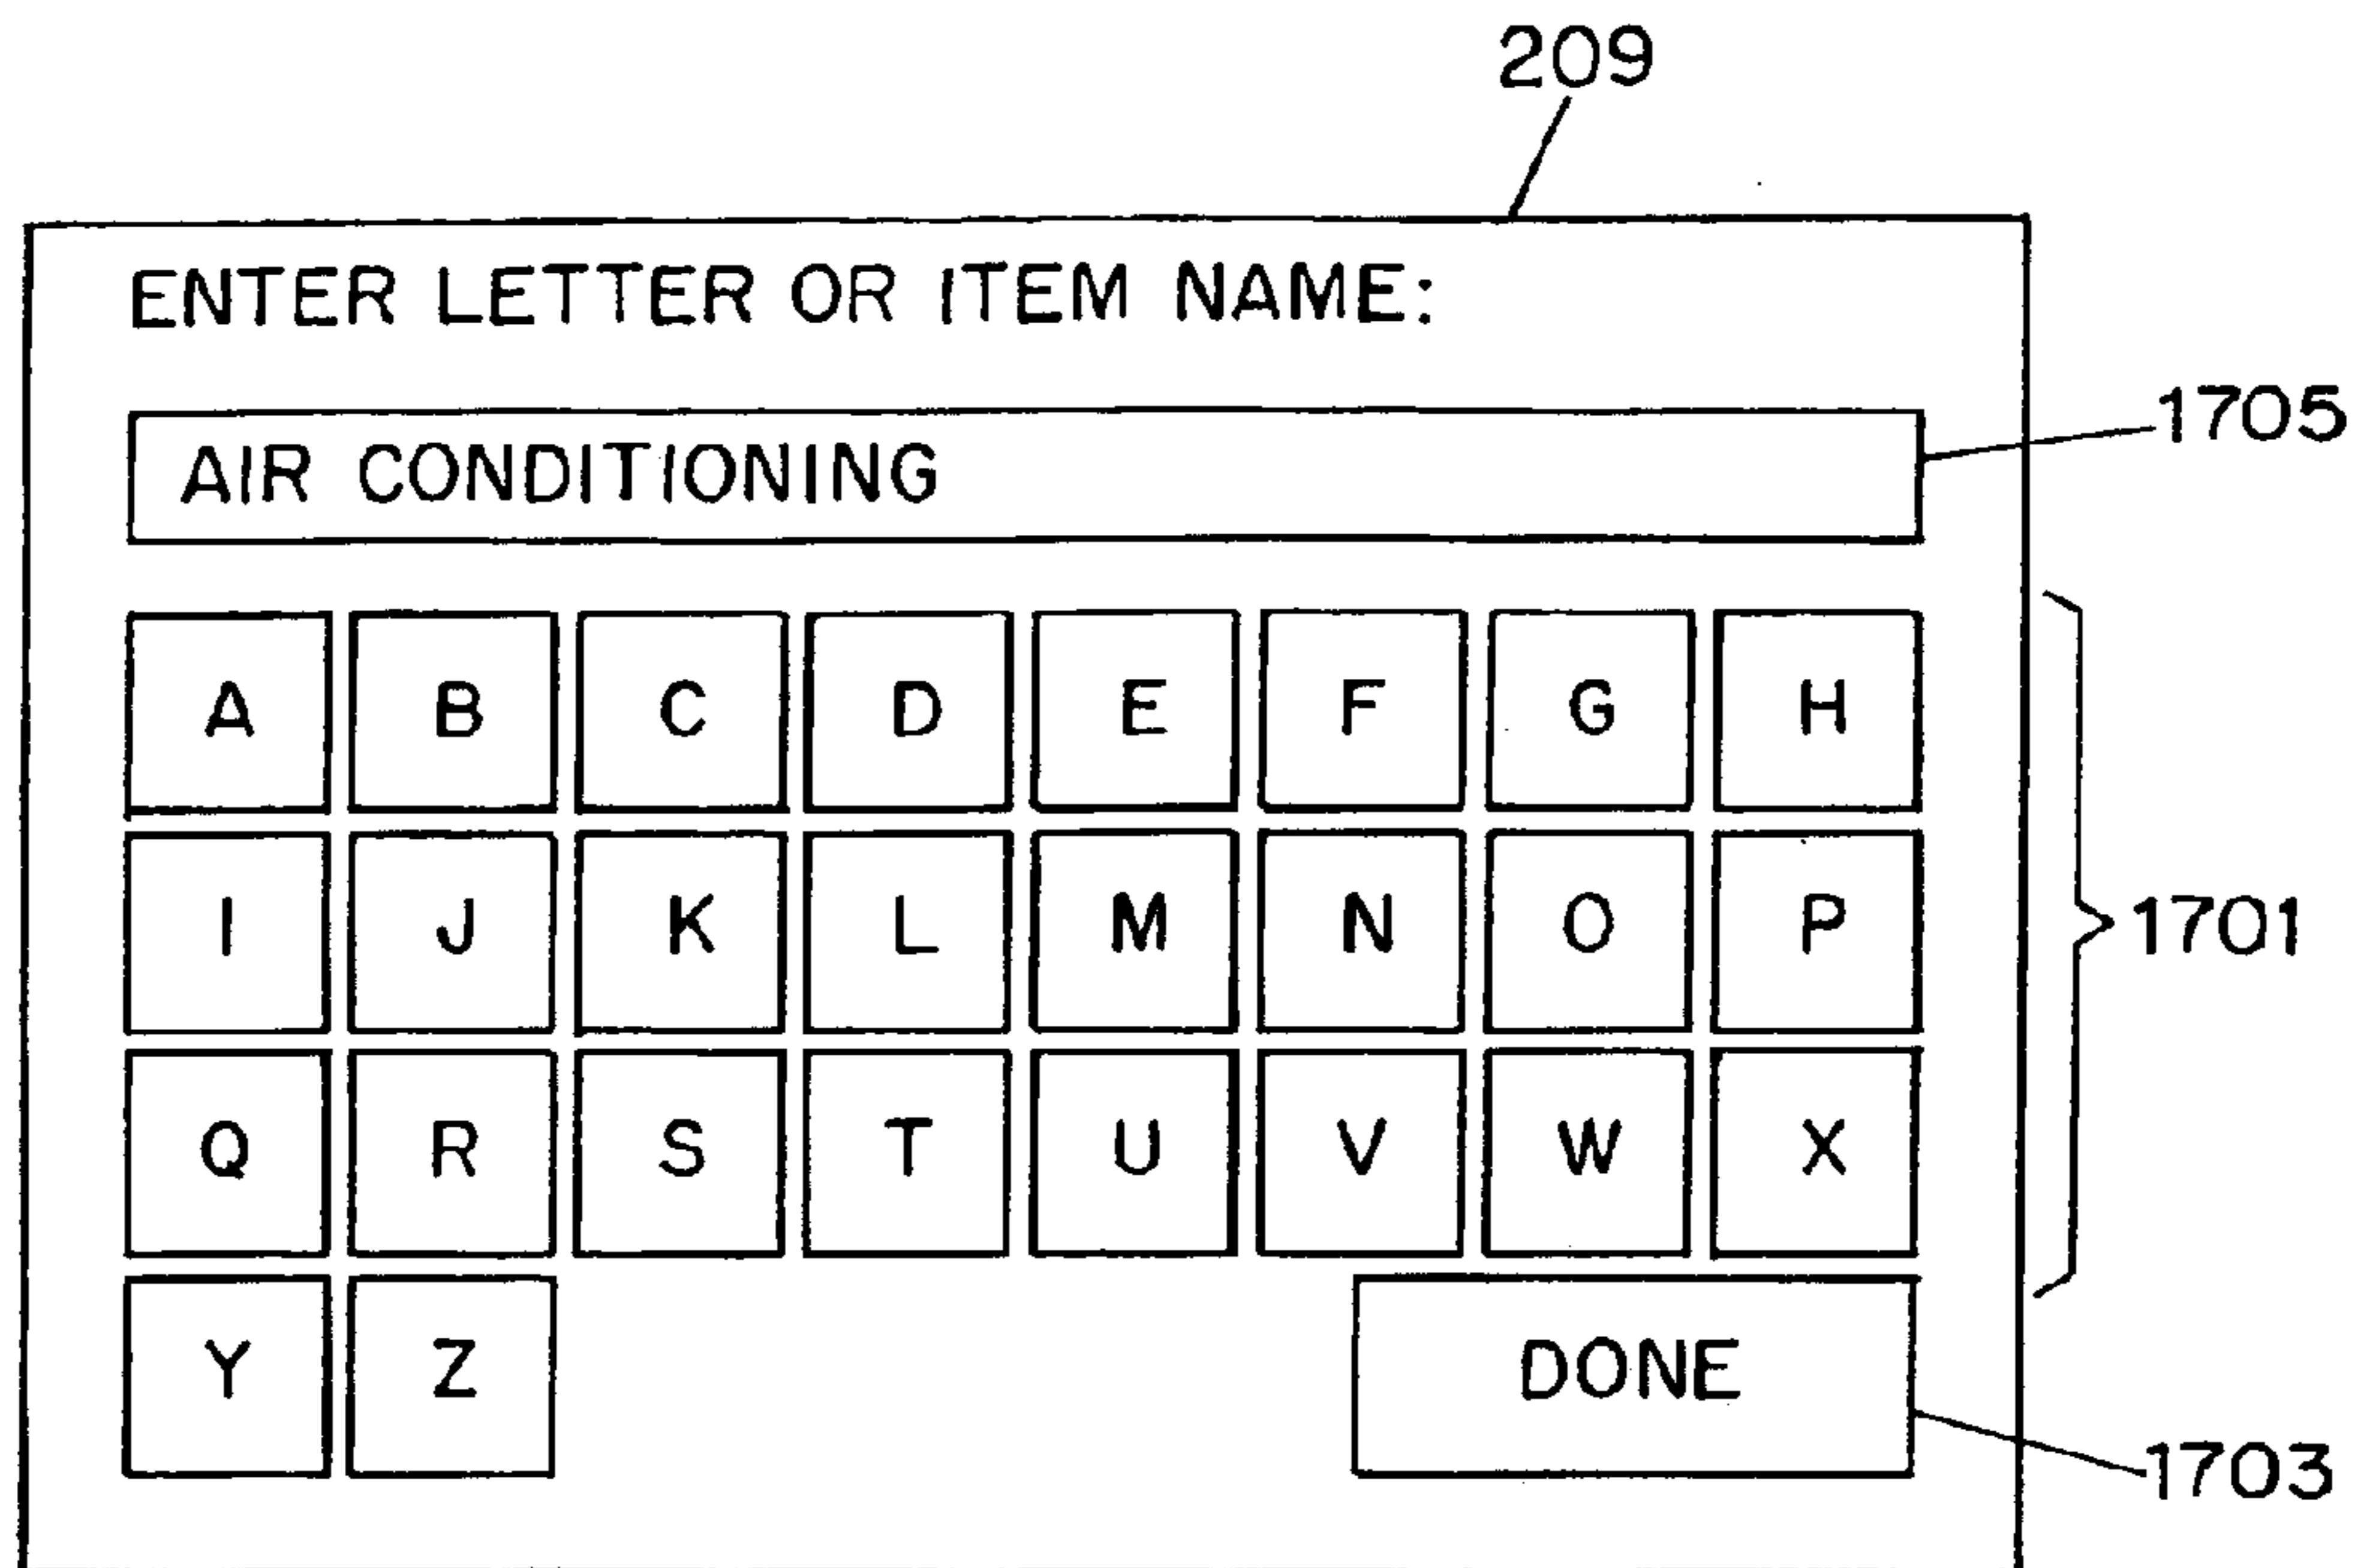 209
ENTER LETTER OR ITEM NAME:
1705
AIR CONDITIONING
A B C D E F G H
I J K L M N O P
1701
Q R S T U V W X
Y Z DONE
1703